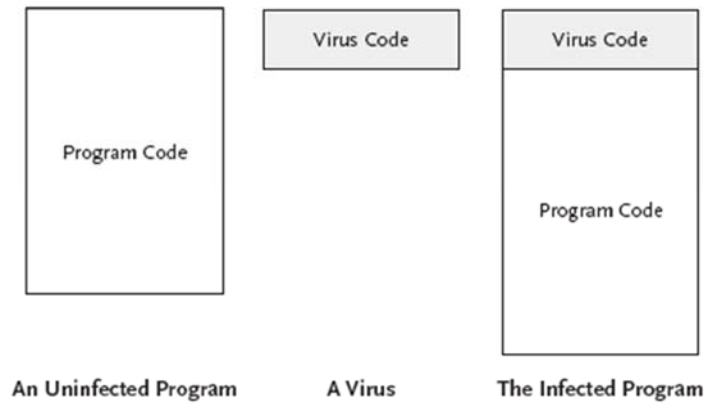 Virus Code
Virus Code
Program Code
Program Code
An Uninfected Program
A Virus
The Infected Program